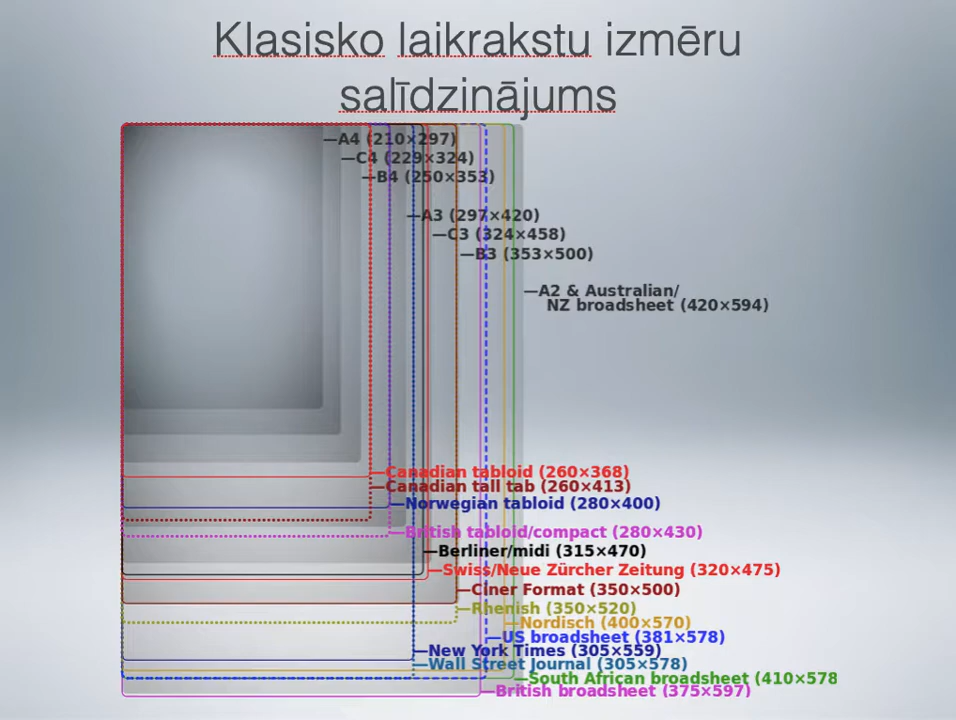 Klasisko laikrakstu izmēru
salīdzinājums
—A4 (210×297)
—C4 (229×324)
—B4 (250×353)
—A3 (297×420)
—C3 (324×458)
—B3 (353×500)
—A2 & Australian/
NZ broadsheet (420×594)
—Canadian tabloid (260×368)
—Canadian tall tab (260×413)
—Norwegian tabloid (280×400)
—British tabloid/compact (280×430)
—Berliner/midi (315×470)
—Swiss/Neue Zürcher Zeitung (320×475)
—Ciner Format (350×500)
—Rhenish (350×520)
—Nordisch (400×570)
—US broadsheet (381×578)
—New York Times (305×559)
—Wall Street Journal (305×578)
—South African broadsheet (410×578
—British broadsheet (375×597)